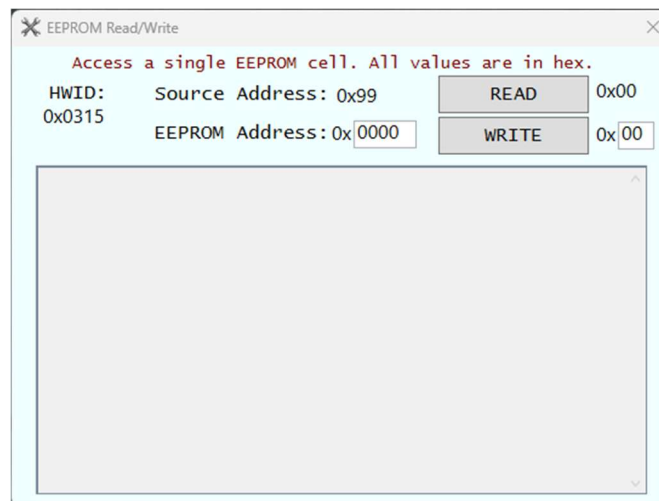 EEPROM Read/Write
Access a single EEPROM cell. All values are in hex.
HWID: Source Address: 0x99 READ 0x00
0x0315
EEPROM Address: 0x 0000 WRITE 0x 00